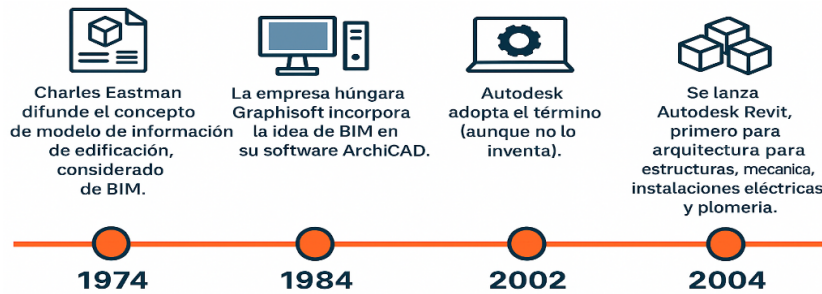 Charles Eastman
difunde el concepto
de modelo de información
de edificación,
considerado
de BIM.
1974
La empresa húngara
Graphisoft incorpora
la idea de BIM en
su software ArchiCAD.
1984
Autodesk
adopta el término
(aunque no lo
inventa).
2002
Se lanza
Autodesk Revit,
primero para
arquitectura para
estructuras, mecanica,
instalaciones eléctricas
y plomeria.
2004